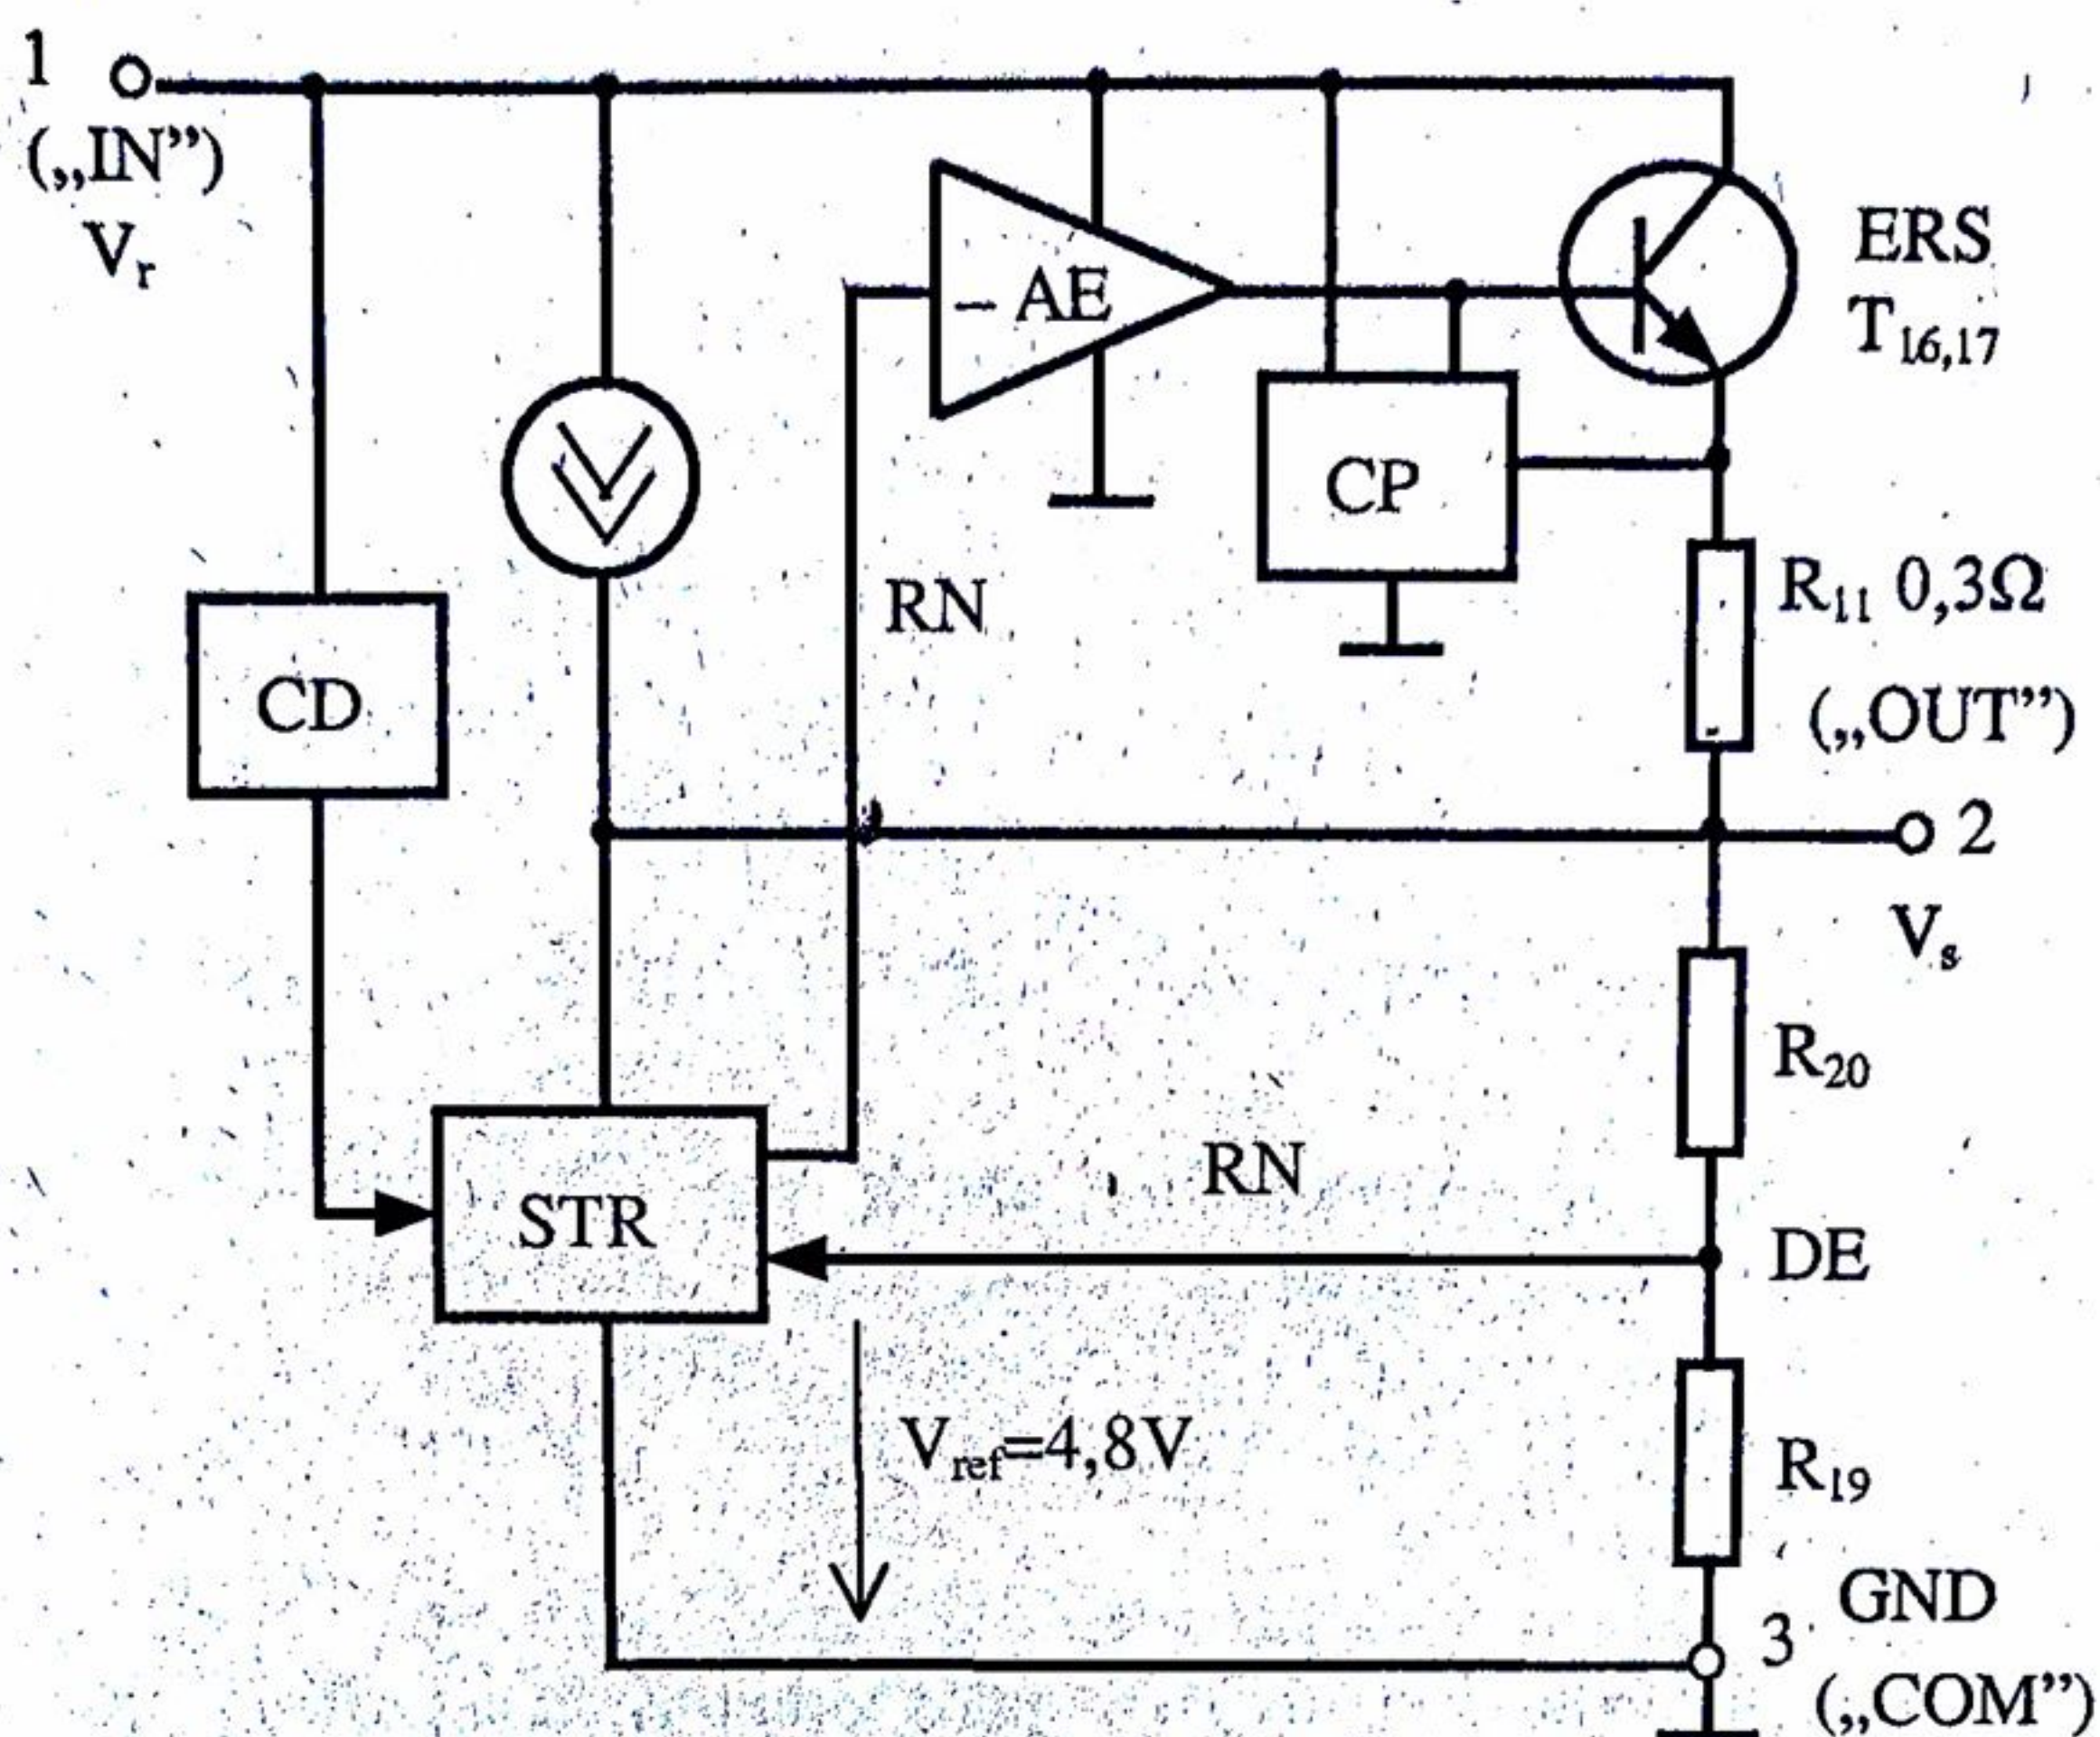 1
(„IN”)
Vᵣ
– AE
ERS
T₁₆,₁₇
CP
RN
R₁₁ 0,3Ω
CD
(„OUT”)
2
Vₛ
R₂₀
RN
STR
DE
Vref=4,8V
R₁₉
GND
3
(„COM”)